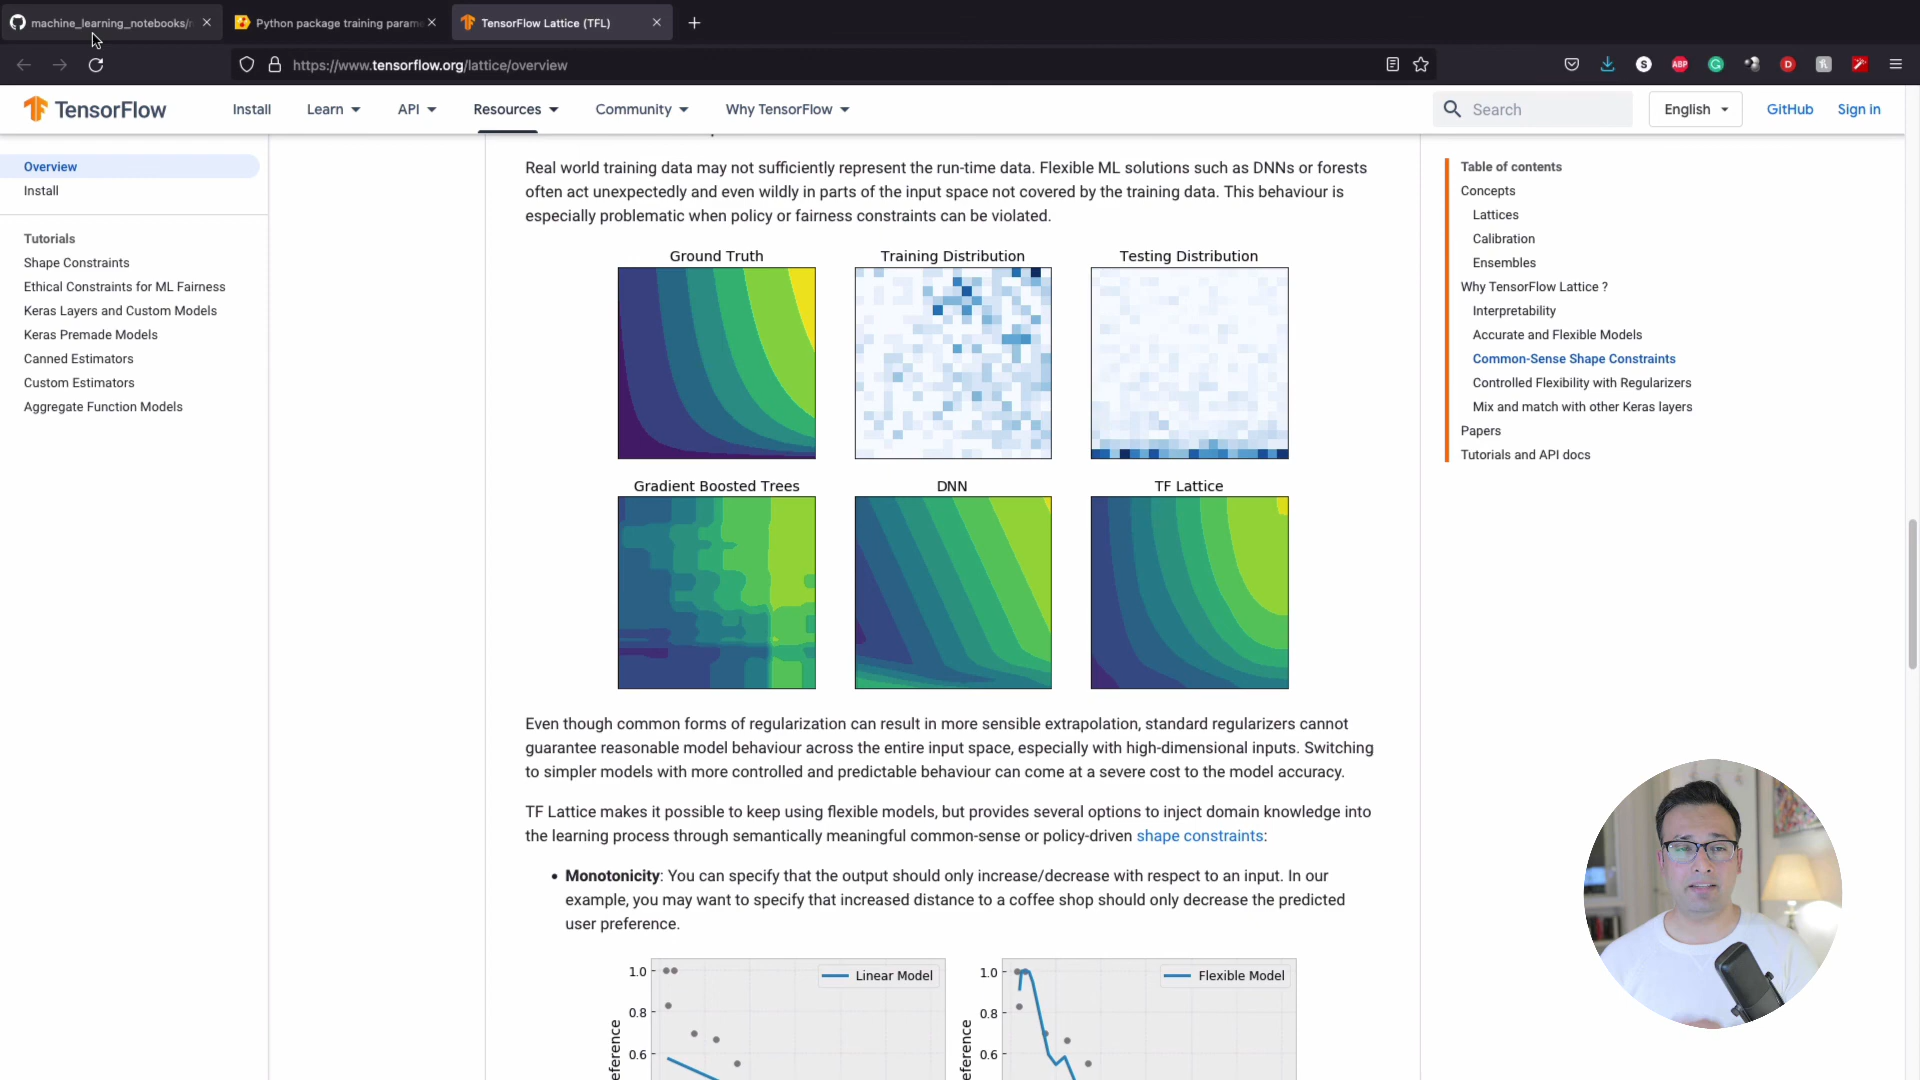 machine_learning_notebooks/
Python package training param
TensorFlow Lattice (TFL)
https://www.tensorflow.org/lattice/overview
S
ABP
G
D
TensorFlow
Install
Learn
API
Resources
Community
Why TensorFlow
Search
English
GitHub
Sign in
Overview
Install
Tutorials
Shape Constraints
Ethical Constraints for ML Fairness
Keras Layers and Custom Models
Keras Premade Models
Canned Estimators
Custom Estimators
Aggregate Function Models
Real world training data may not sufficiently represent the run-time data. Flexible ML solutions such as DNNs or forests
often act unexpectedly and even wildly in parts of the input space not covered by the training data. This behaviour is
especially problematic when policy or fairness constraints can be violated.
Ground Truth
Training Distribution
Testing Distribution
Gradient Boosted Trees
DNN
TF Lattice
Even though common forms of regularization can result in more sensible extrapolation, standard regularizers cannot
guarantee reasonable model behaviour across the entire input space, especially with high-dimensional inputs. Switching
to simpler models with more controlled and predictable behaviour can come at a severe cost to the model accuracy.
TF Lattice makes it possible to keep using flexible models, but provides several options to inject domain knowledge into
the learning process through semantically meaningful common-sense or policy-driven shape constraints:
• Monotonicity: You can specify that the output should only increase/decrease with respect to an input. In our
example, you may want to specify that increased distance to a coffee shop should only decrease the predicted
user preference.
1.0
0.8
0.6
eference
Linear Model
1.0
0.8
0.6
eference
Flexible Model
Table of contents
Concepts
Lattices
Calibration
Ensembles
Why TensorFlow Lattice ?
Interpretability
Accurate and Flexible Models
Common-Sense Shape Constraints
Controlled Flexibility with Regularizers
Mix and match with other Keras layers
Papers
Tutorials and API docs